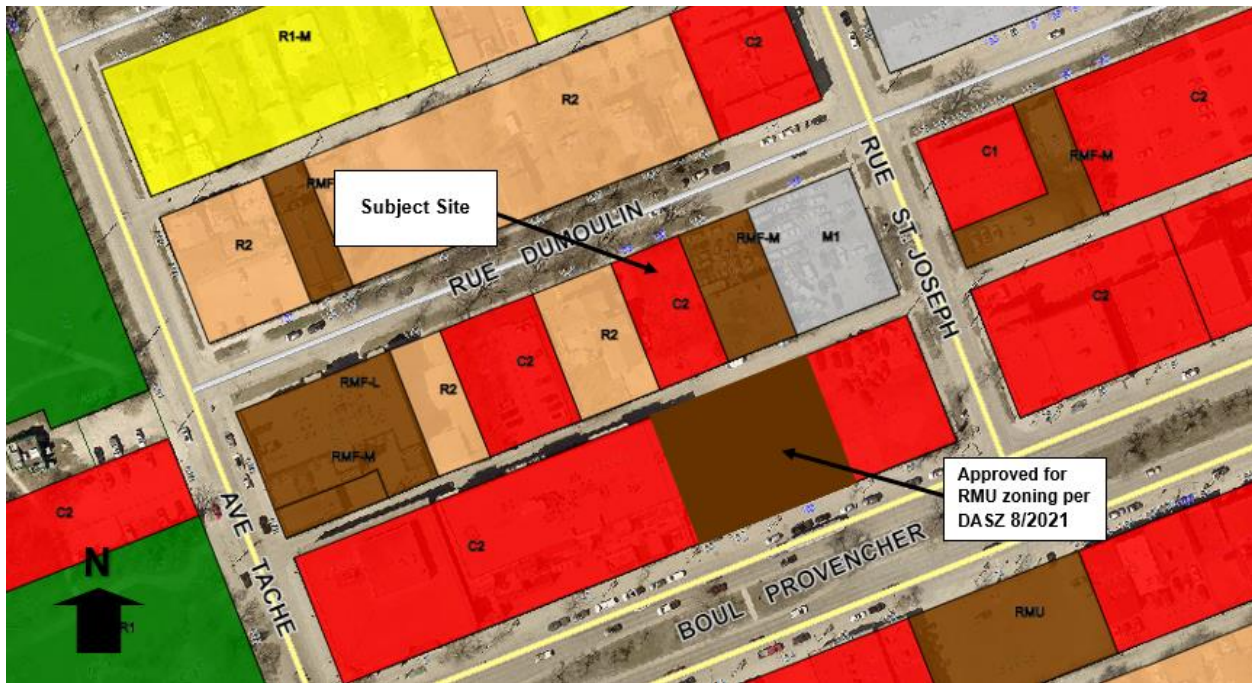 R1-M
C2
R2
C2
C1
RMF-M
RMF
Subject Site
R2
RUE DUMOULIN
RUE ST. JOSEPH
RMF-M
M1
C2
C2
R2
C2
RMF-L
R2
RMF-M
Approved for
RMU zoning per
DASZ 8/2021
C2
AVE TACHE
C2
BOUL PROVENCHER
N
R1
RMU